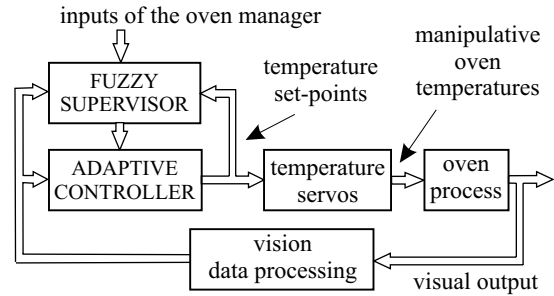 inputs of the oven manager
FUZZY
SUPERVISOR
temperature
set-points
manipulative
oven
temperatures
ADAPTIVE
CONTROLLER
temperature
servos
oven
process
vision
data processing
visual output